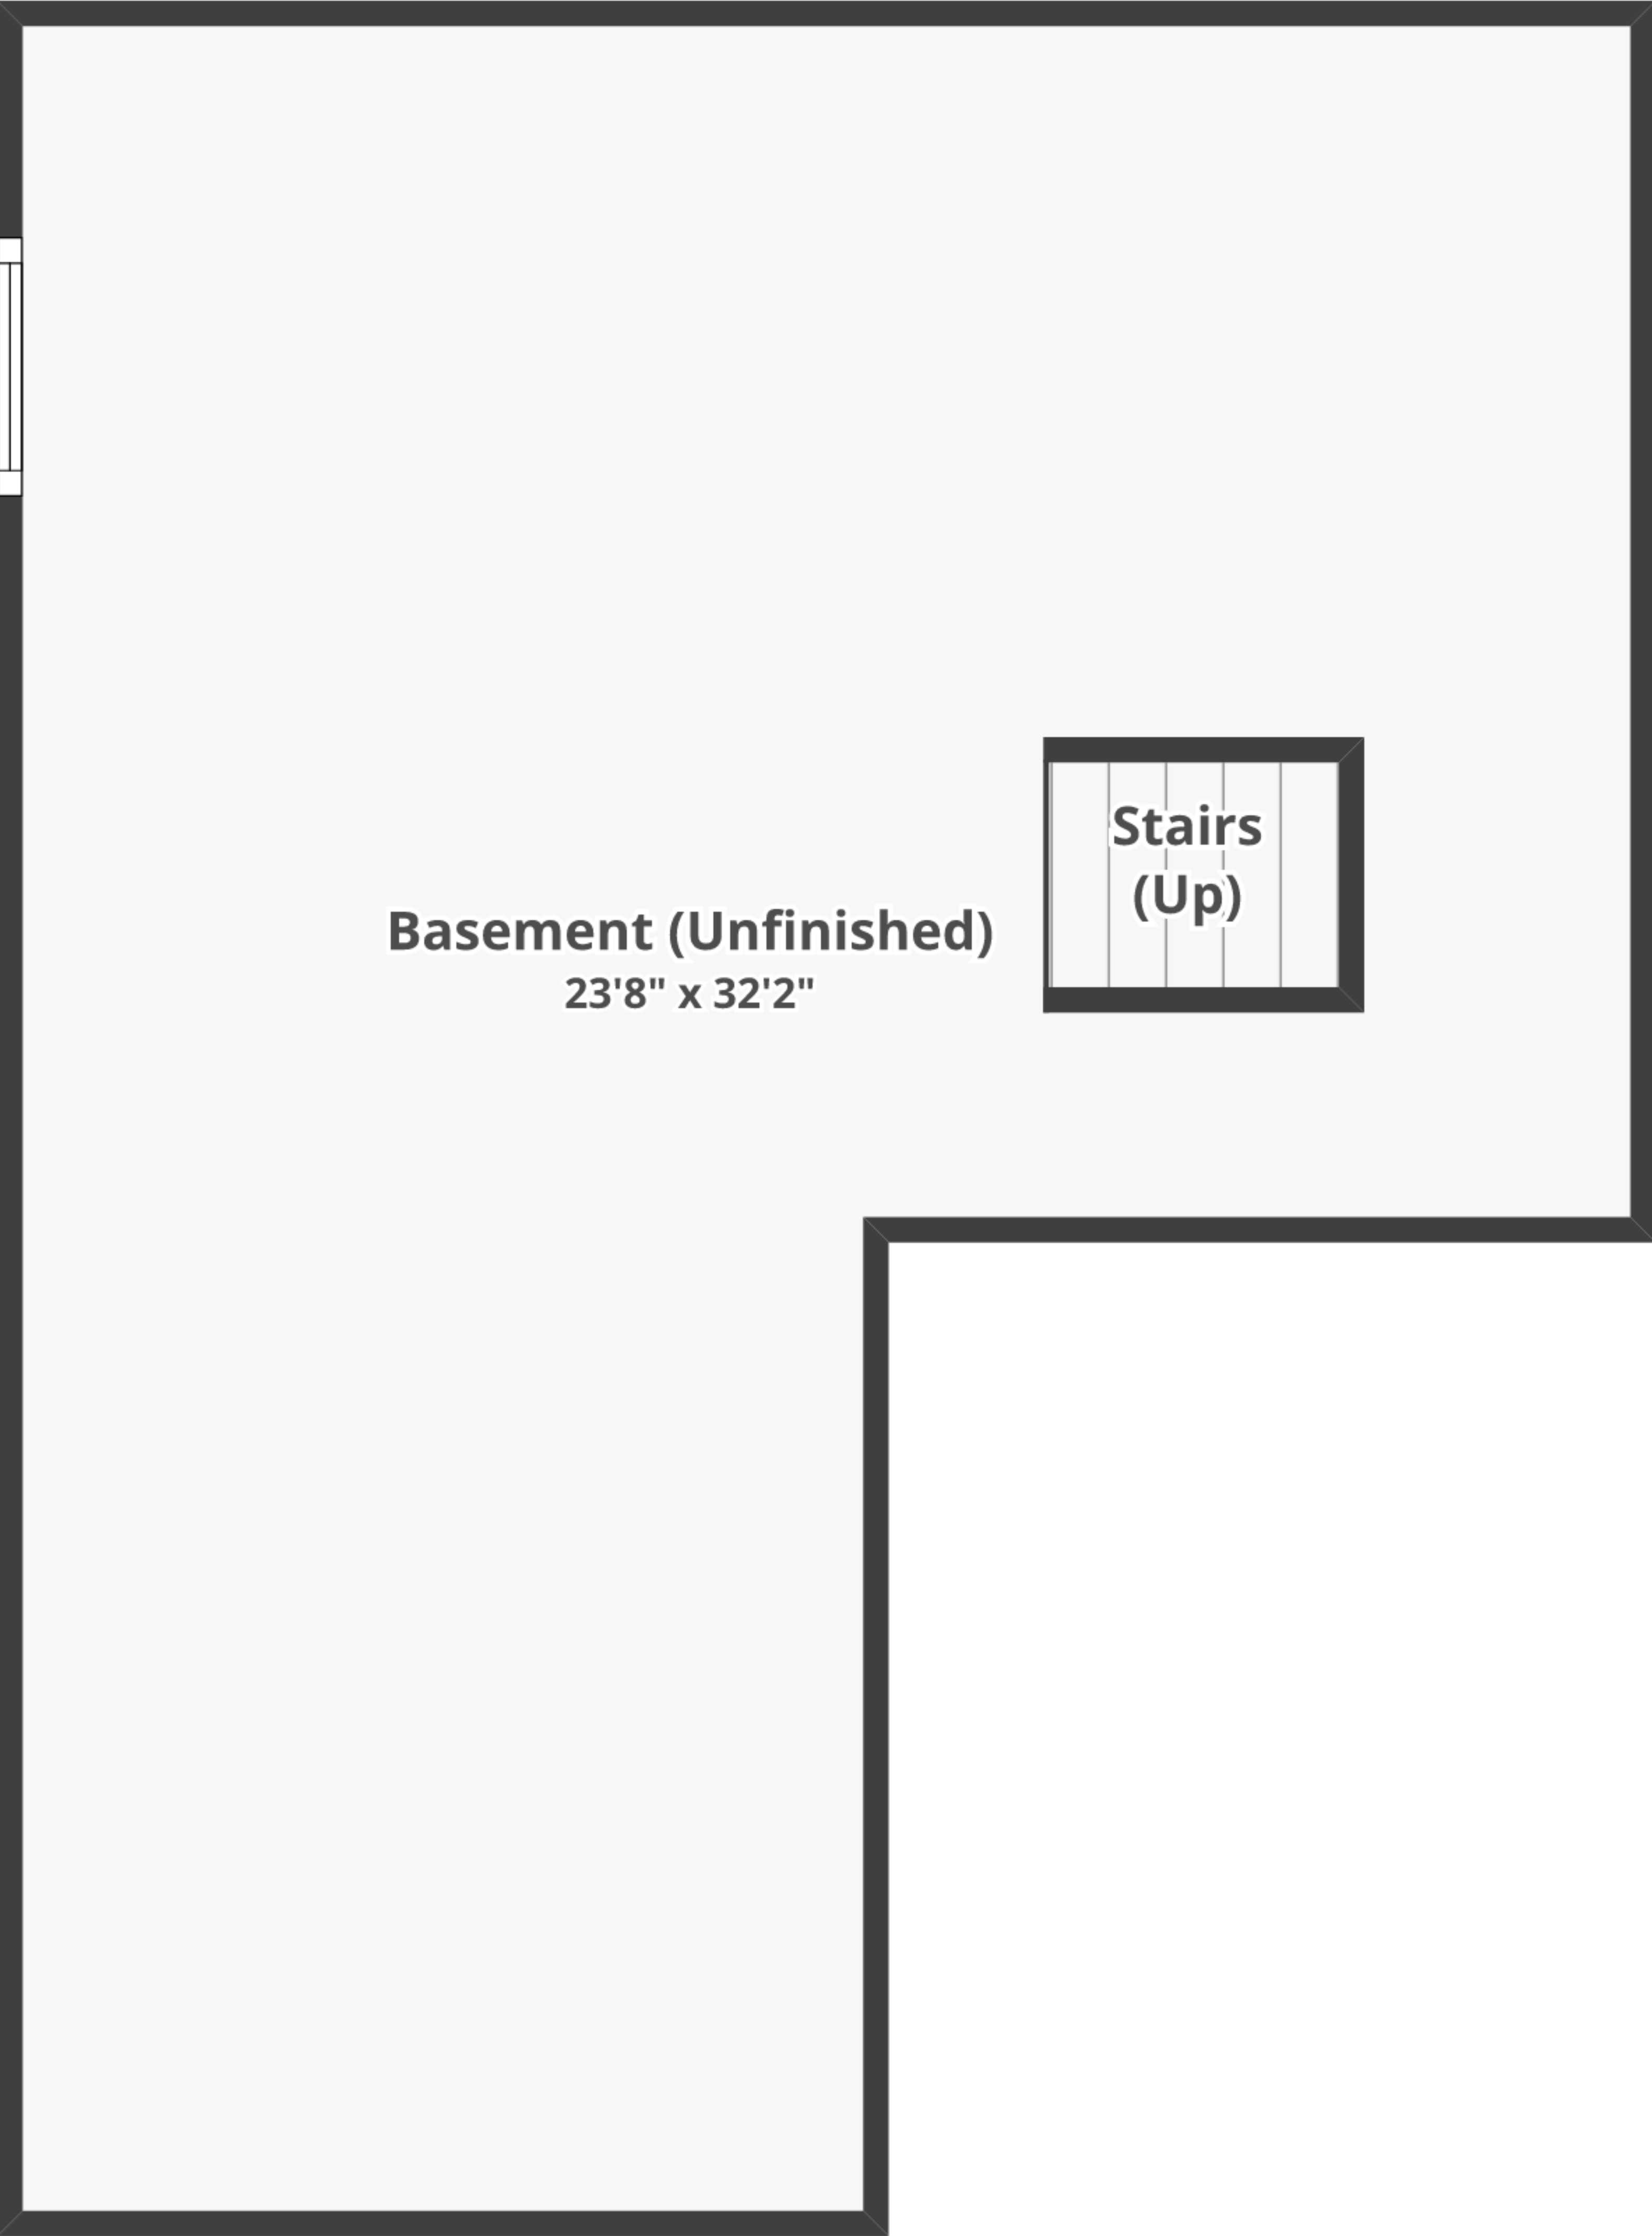 Stairs
(Up)
Basement (Unfinished)
23'8" x 32'2"